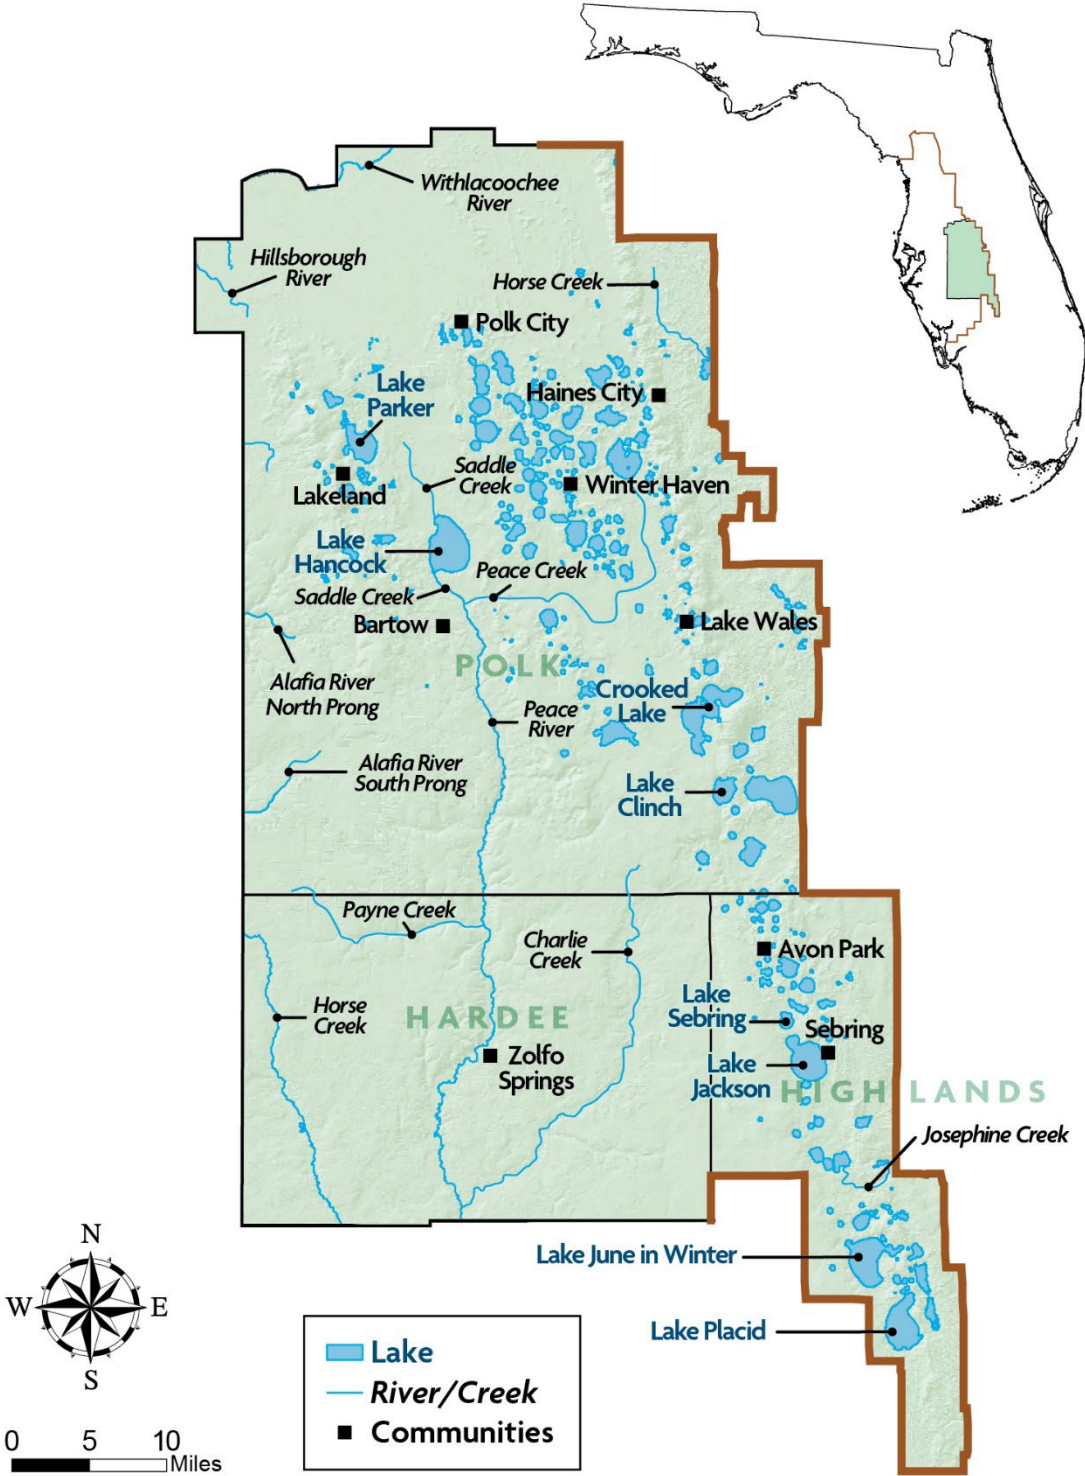 Withlacoochee
River
Hillsborough
River
Horse Creek
Polk City
Lake
Parker
Haines City
Saddle
Creek
Lakeland
Winter Haven
Lake
Hancock
Peace Creek
Saddle Creek
Bartow
Lake Wales
POLK
Alafia River
North Prong
Crooked
Lake
Peace
River
Alafia River
South Prong
Lake
Clinch
Payne Creek
Charlie
Creek
Avon Park
Horse
Creek
HARDEE
Lake
Sebring
Sebring
Zolfo
Springs
Lake
Jackson
HIGHLANDS
Josephine Creek
Lake June in Winter
Lake Placid
N
W E
S
Lake
River/Creek
Communities
0 5 10
Miles